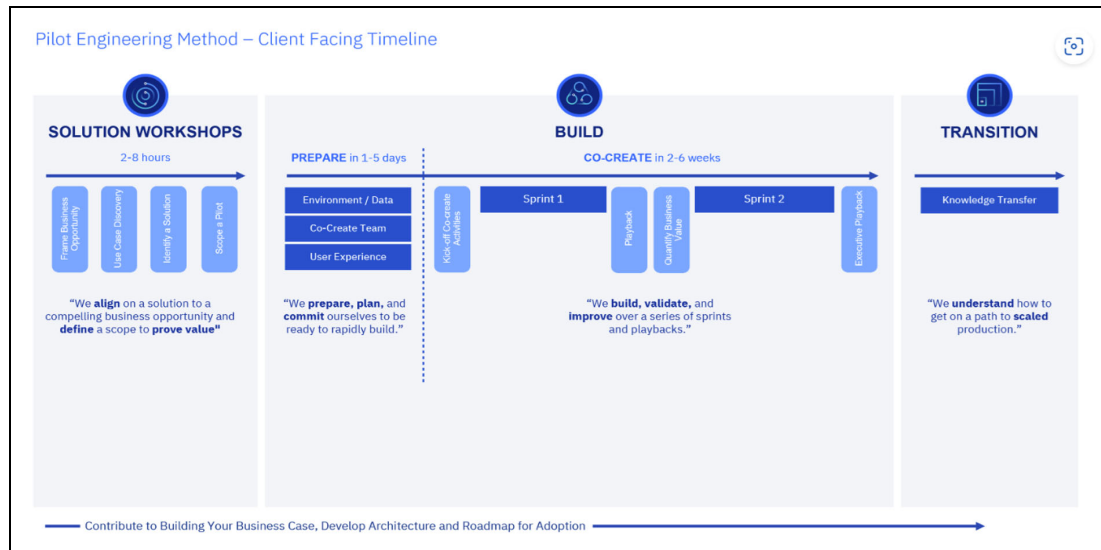 Pilot Engineering Method – Client Facing Timeline
SOLUTION WORKSHOPS
2-8 hours
Frame Business
Opportunity
Use Case Discovery
Identify a Solution
Scope a Pilot
“We align on a solution to a
compelling business opportunity and
define a scope to prove value"
BUILD
PREPARE in 1-5 days
Environment / Data
Co-Create Team
User Experience
“We prepare, plan, and
commit ourselves to be
ready to rapidly build.”
CO-CREATE in 2-6 weeks
Kick-off Co-create
Activities
Sprint 1
Playback
Quantify Business
Value
Sprint 2
Executive Playback
“We build, validate, and
improve over a series of sprints
and playbacks.”
TRANSITION
Knowledge Transfer
“We understand how to
get on a path to scaled
production.”
Contribute to Building Your Business Case, Develop Architecture and Roadmap for Adoption